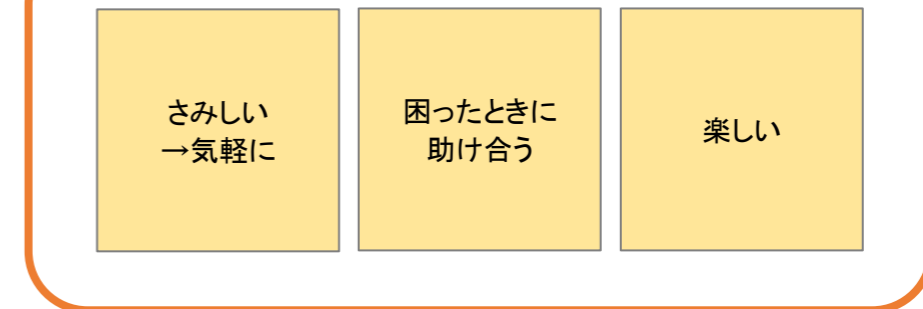 さみしい
→気軽に
困ったときに
助け合う
楽しい